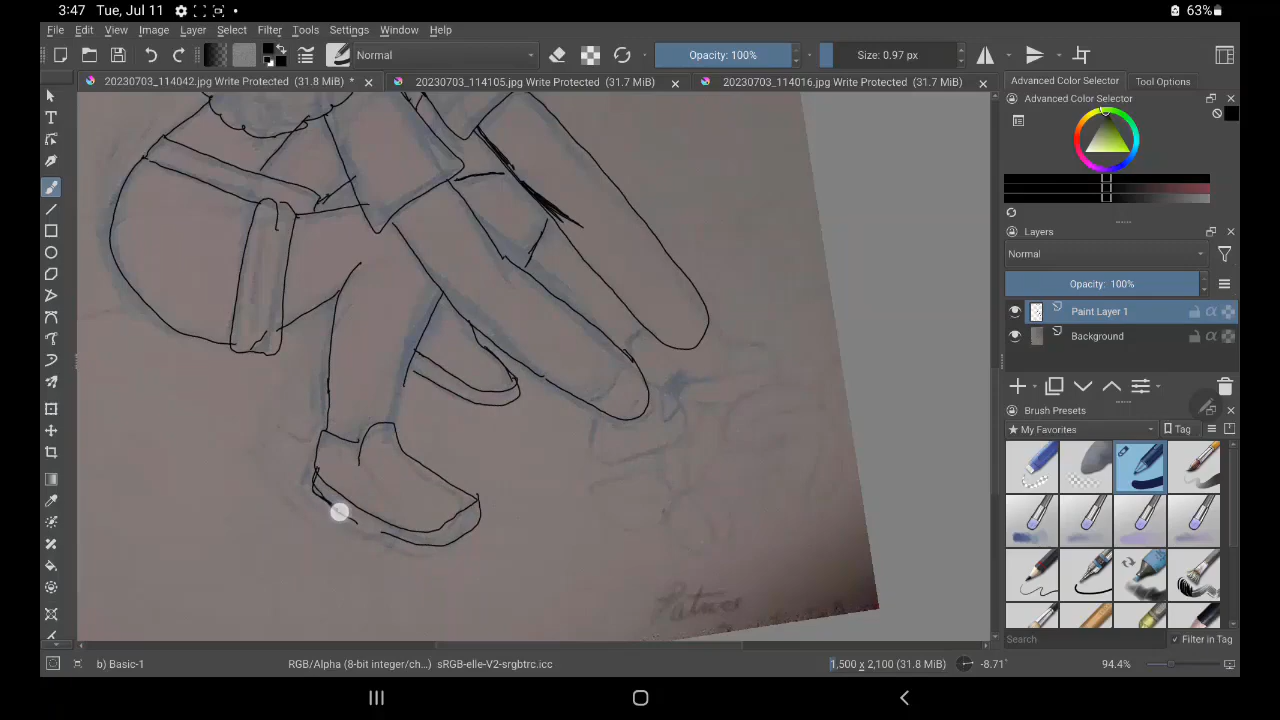 3:47 Tue, Jul 11 63%
File Edit View Image Layer Select Filter Tools Settings Window Help
Normal Opacity: 100% Size: 0.97 px
20230703_114042.jpg Write Protected (31.8 MiB) * 20230703_114105.jpg Write Protected (31.7 MiB) 20230703_114016.jpg Write Protected (31.7 MiB)
Advanced Color Selector Tool Options
Advanced Color Selector
Layers
Normal
Opacity: 100%
Paint Layer 1
Background
Brush Presets
★ My Favorites Tag
Search Filter in Tag
b) Basic-1 RGB/Alpha (8-bit integer/ch...) sRGB-elle-V2-srgbtrc.icc 1,500 x 2,100 (31.8 MiB) -8.71° 94.4%